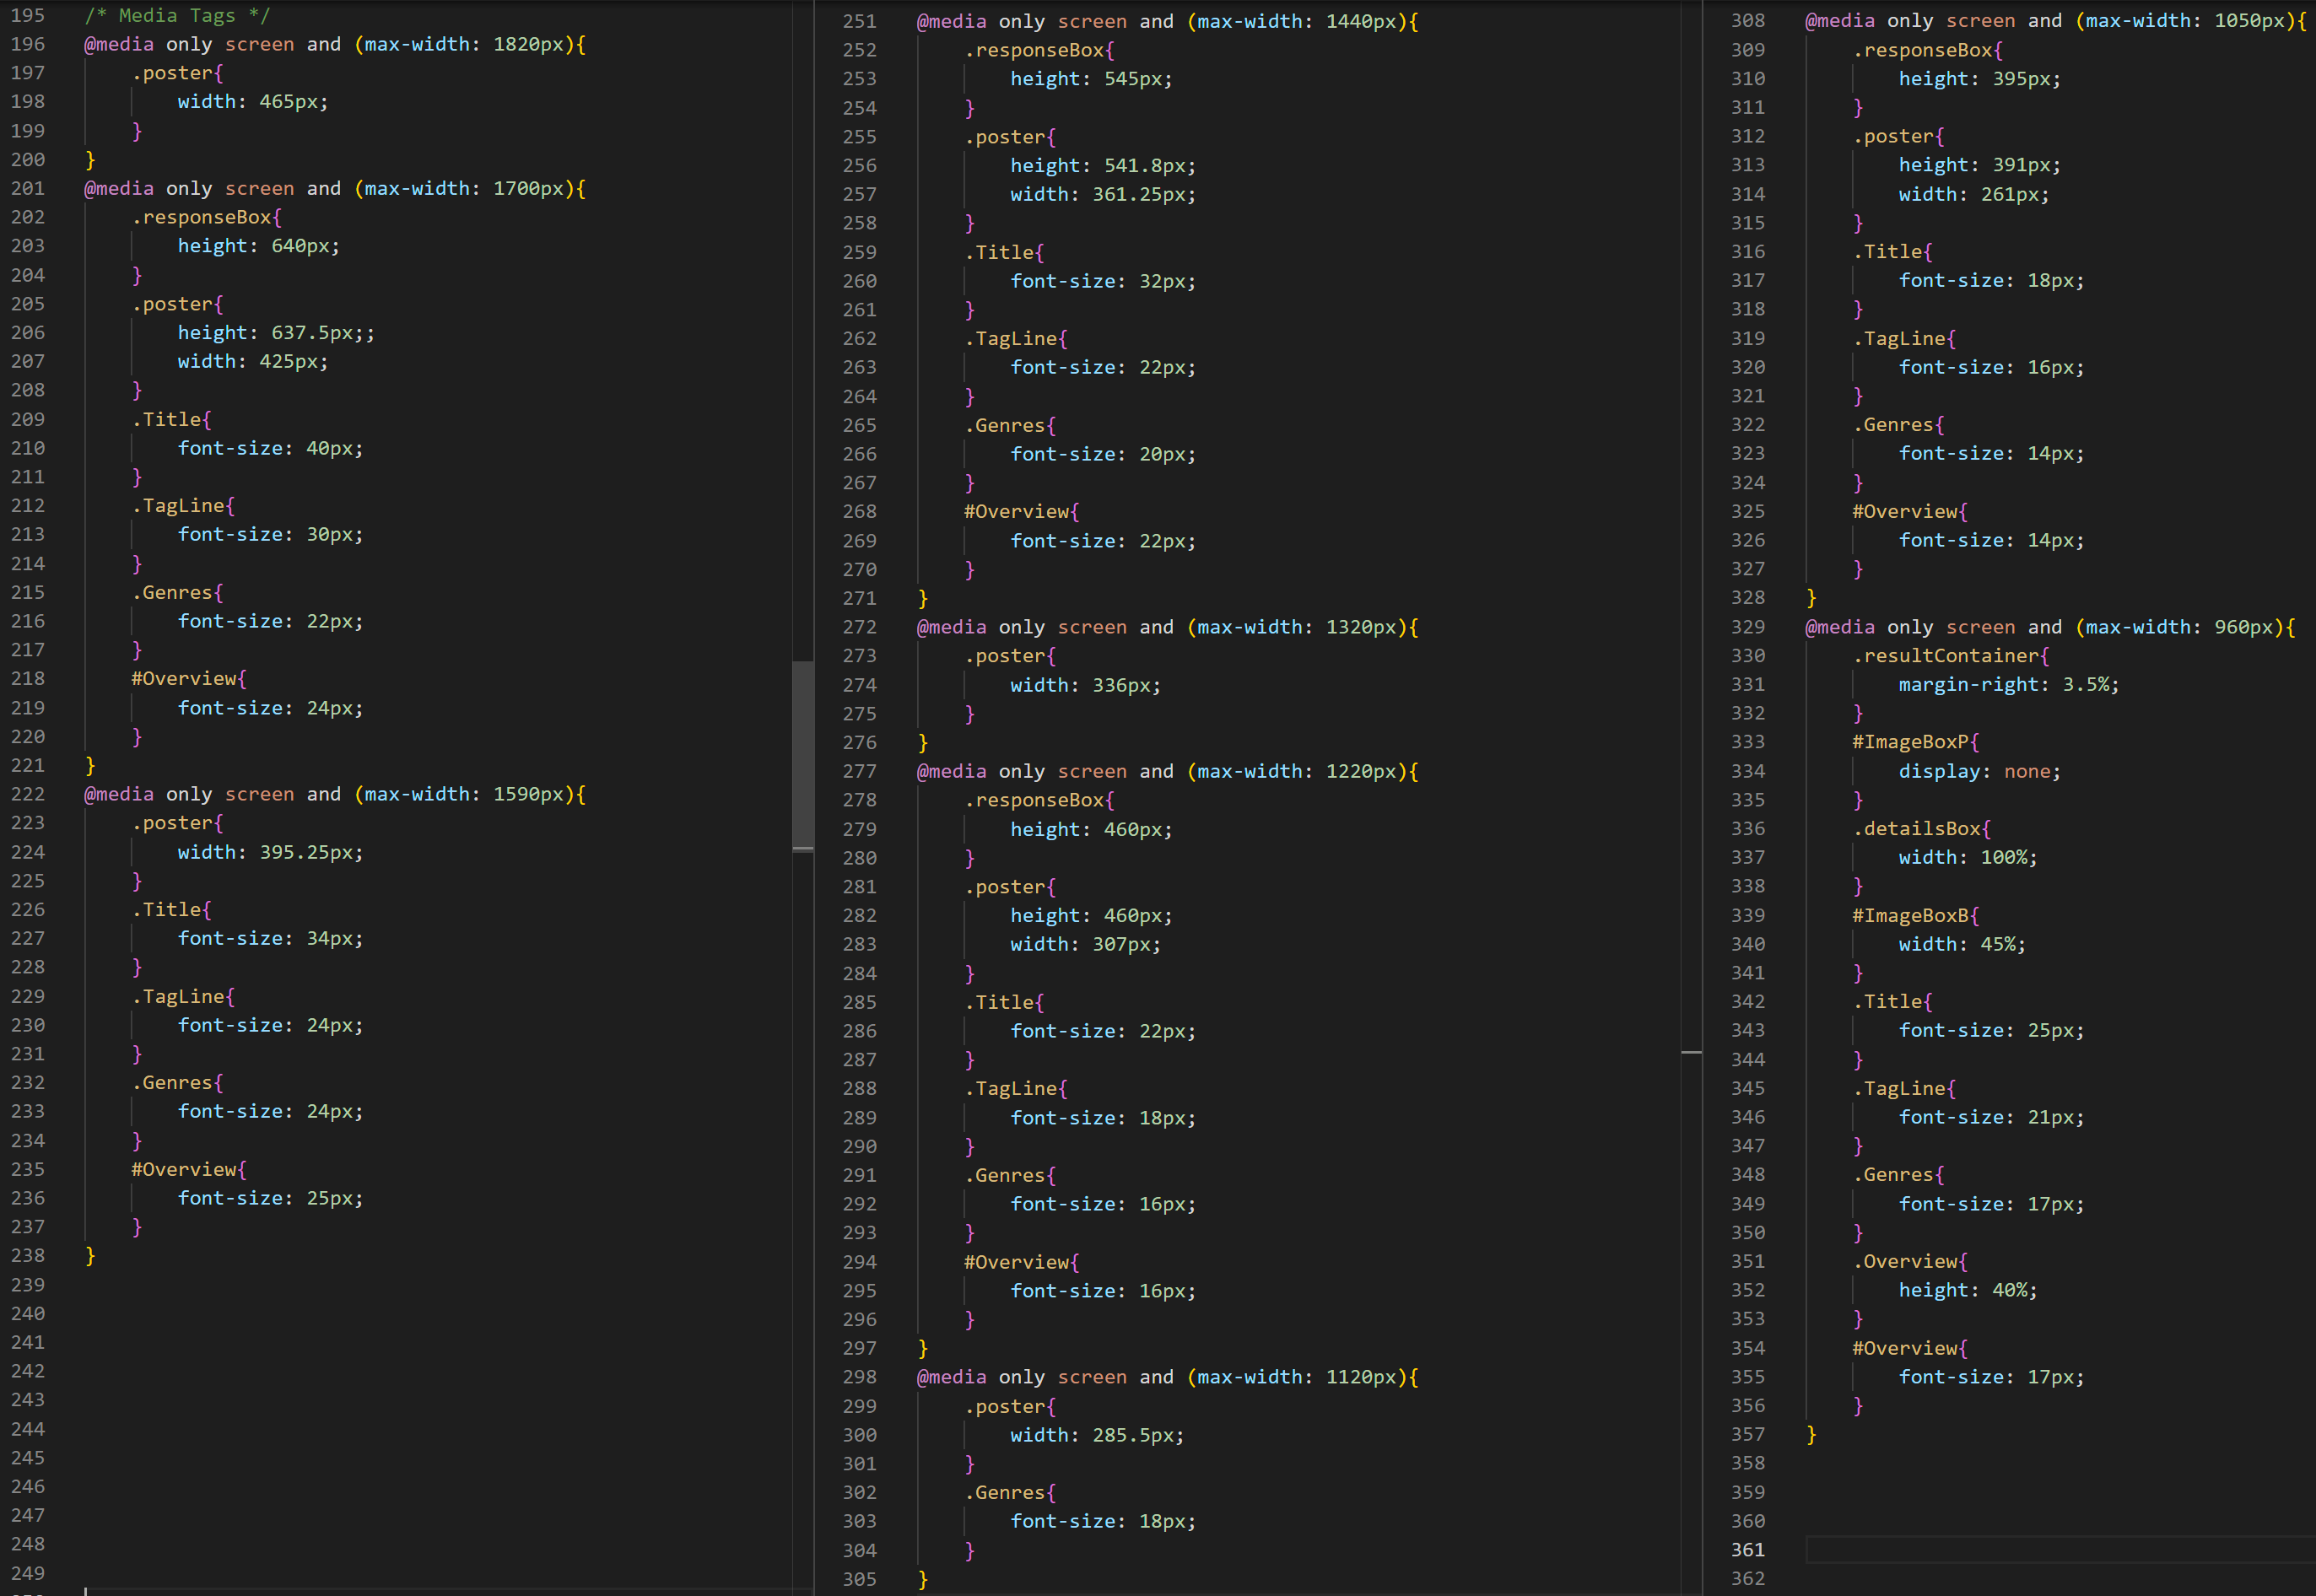 195 /* Media Tags */
196 @media only screen and (max-width: 1820px){
197 .poster{
198 width: 465px;
199 }
200 }
201 @media only screen and (max-width: 1700px){
202 .responseBox{
203 height: 640px;
204 }
205 .poster{
206 height: 637.5px;;
207 width: 425px;
208 }
209 .Title{
210 font-size: 40px;
211 }
212 .TagLine{
213 font-size: 30px;
214 }
215 .Genres{
216 font-size: 22px;
217 }
218 #Overview{
219 font-size: 24px;
220 }
221 }
222 @media only screen and (max-width: 1590px){
223 .poster{
224 width: 395.25px;
225 }
226 .Title{
227 font-size: 34px;
228 }
229 .TagLine{
230 font-size: 24px;
231 }
232 .Genres{
233 font-size: 24px;
234 }
235 #Overview{
236 font-size: 25px;
237 }
238 }
239
240
241
242
243
244
245
246
247
248
249
251 @media only screen and (max-width: 1440px){
252 .responseBox{
253 height: 545px;
254 }
255 .poster{
256 height: 541.8px;
257 width: 361.25px;
258 }
259 .Title{
260 font-size: 32px;
261 }
262 .TagLine{
263 font-size: 22px;
264 }
265 .Genres{
266 font-size: 20px;
267 }
268 #Overview{
269 font-size: 22px;
270 }
271 }
272 @media only screen and (max-width: 1320px){
273 .poster{
274 width: 336px;
275 }
276 }
277 @media only screen and (max-width: 1220px){
278 .responseBox{
279 height: 460px;
280 }
281 .poster{
282 height: 460px;
283 width: 307px;
284 }
285 .Title{
286 font-size: 22px;
287 }
288 .TagLine{
289 font-size: 18px;
290 }
291 .Genres{
292 font-size: 16px;
293 }
294 #Overview{
295 font-size: 16px;
296 }
297 }
298 @media only screen and (max-width: 1120px){
299 .poster{
300 width: 285.5px;
301 }
302 .Genres{
303 font-size: 18px;
304 }
305 }
308 @media only screen and (max-width: 1050px){
309 .responseBox{
310 height: 395px;
311 }
312 .poster{
313 height: 391px;
314 width: 261px;
315 }
316 .Title{
317 font-size: 18px;
318 }
319 .TagLine{
320 font-size: 16px;
321 }
322 .Genres{
323 font-size: 14px;
324 }
325 #Overview{
326 font-size: 14px;
327 }
328 }
329 @media only screen and (max-width: 960px){
330 .resultContainer{
331 margin-right: 3.5%;
332 }
333 #ImageBoxP{
334 display: none;
335 }
336 .detailsBox{
337 width: 100%;
338 }
339 #ImageBoxB{
340 width: 45%;
341 }
342 .Title{
343 font-size: 25px;
344 }
345 .TagLine{
346 font-size: 21px;
347 }
348 .Genres{
349 font-size: 17px;
350 }
351 .Overview{
352 height: 40%;
353 }
354 #Overview{
355 font-size: 17px;
356 }
357 }
358
359
360
361
362